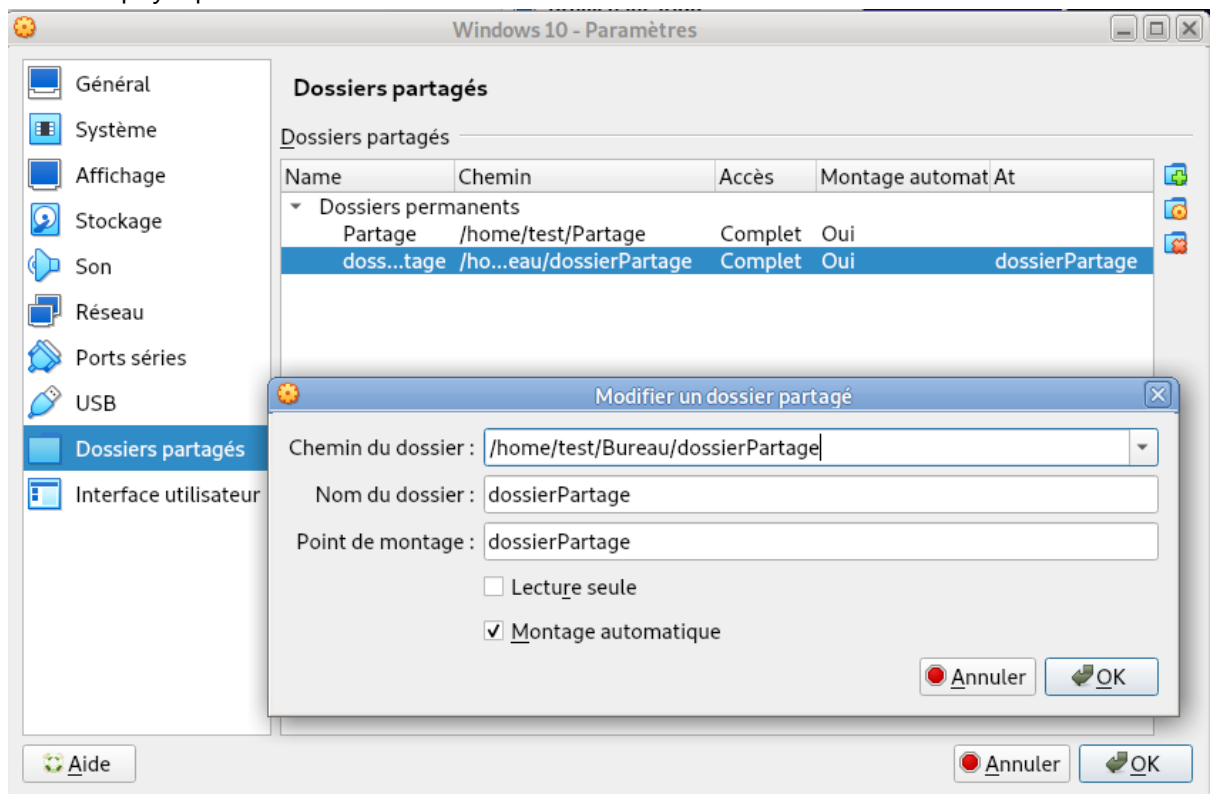 Windows 10 - Paramètres
Général
Système
Affichage
Stockage
Son
Réseau
Ports séries
USB
Dossiers partagés
Interface utilisateur
Dossiers partagés
Dossiers partagés
Name Chemin Accès Montage automat At
Dossiers permanents
Partage /home/test/Partage Complet Oui
doss...tage /ho...eau/dossierPartage Complet Oui dossierPartage
Modifier un dossier partagé
Chemin du dossier : /home/test/Bureau/dossierPartage
Nom du dossier : dossierPartage
Point de montage : dossierPartage
Lecture seule
Montage automatique
Annuler OK
Aide Annuler OK